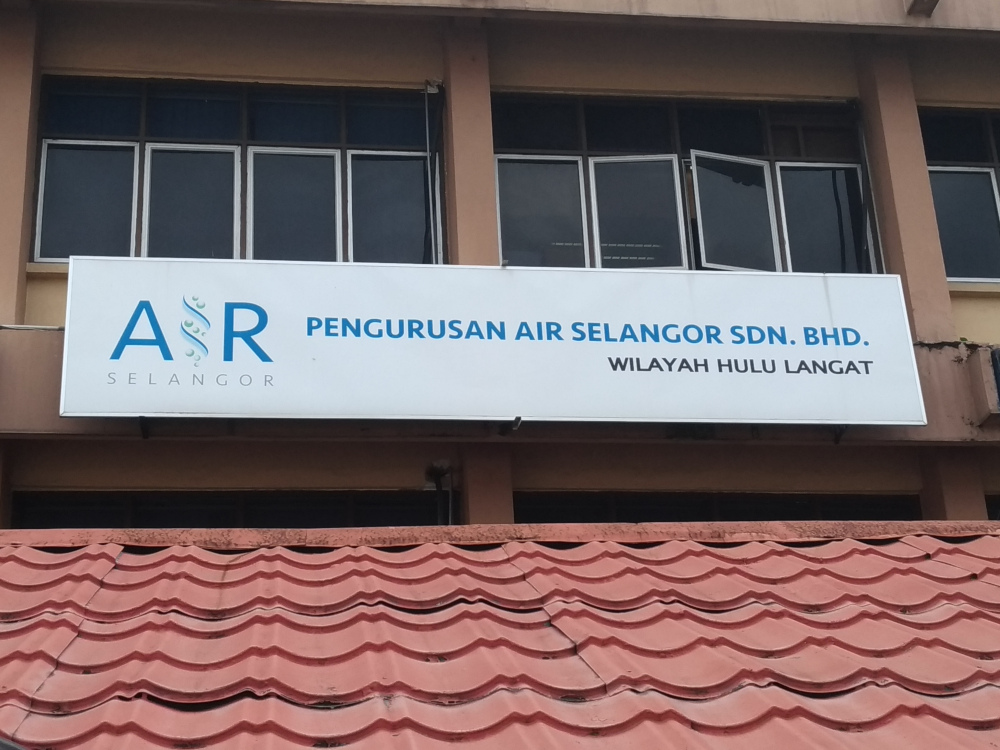 AIR
SELANGOR
PENGURUSAN AIR SELANGOR SDN. BHD.
WILAYAH HULU LANGAT